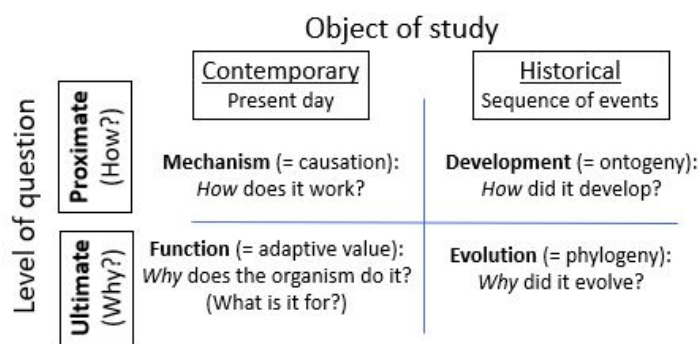 Object of study
Contemporary
Present day
Historical
Sequence of events
Level of question
Proximate
(How?)
Mechanism (= causation):
How does it work?
Development (= ontogeny):
How did it develop?
Ultimate
(Why?)
Function (= adaptive value):
Why does the organism do it?
(What is it for?)
Evolution (= phylogeny):
Why did it evolve?